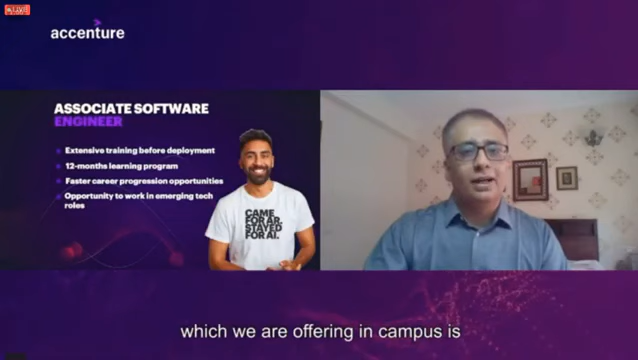 LIVE
accenture
ASSOCIATE SOFTWARE
ENGINEER
Extensive training before deployment
12-months learning program
Faster career progression opportunities
Opportunity to work in emerging tech
roles
CAME
FOR AR.
STAYED
FOR AI.
which we are offering in campus is